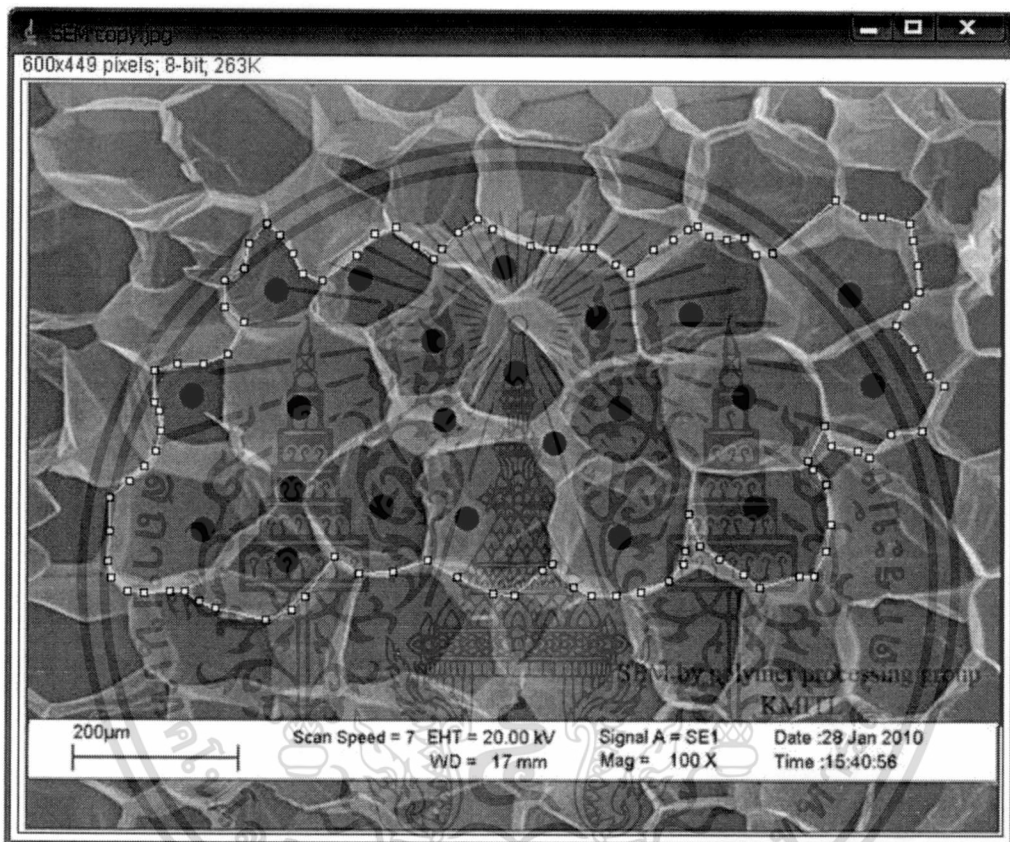 SEM copy.jpg
600x449 pixels; 8-bit; 263K
SEM by polymer processing group
KMITL
200µm
Scan Speed = 7 EHT = 20.00 kV Signal A = SE1 Date :28 Jan 2010
WD = 17 mm Mag = 100 X Time :15:40:56